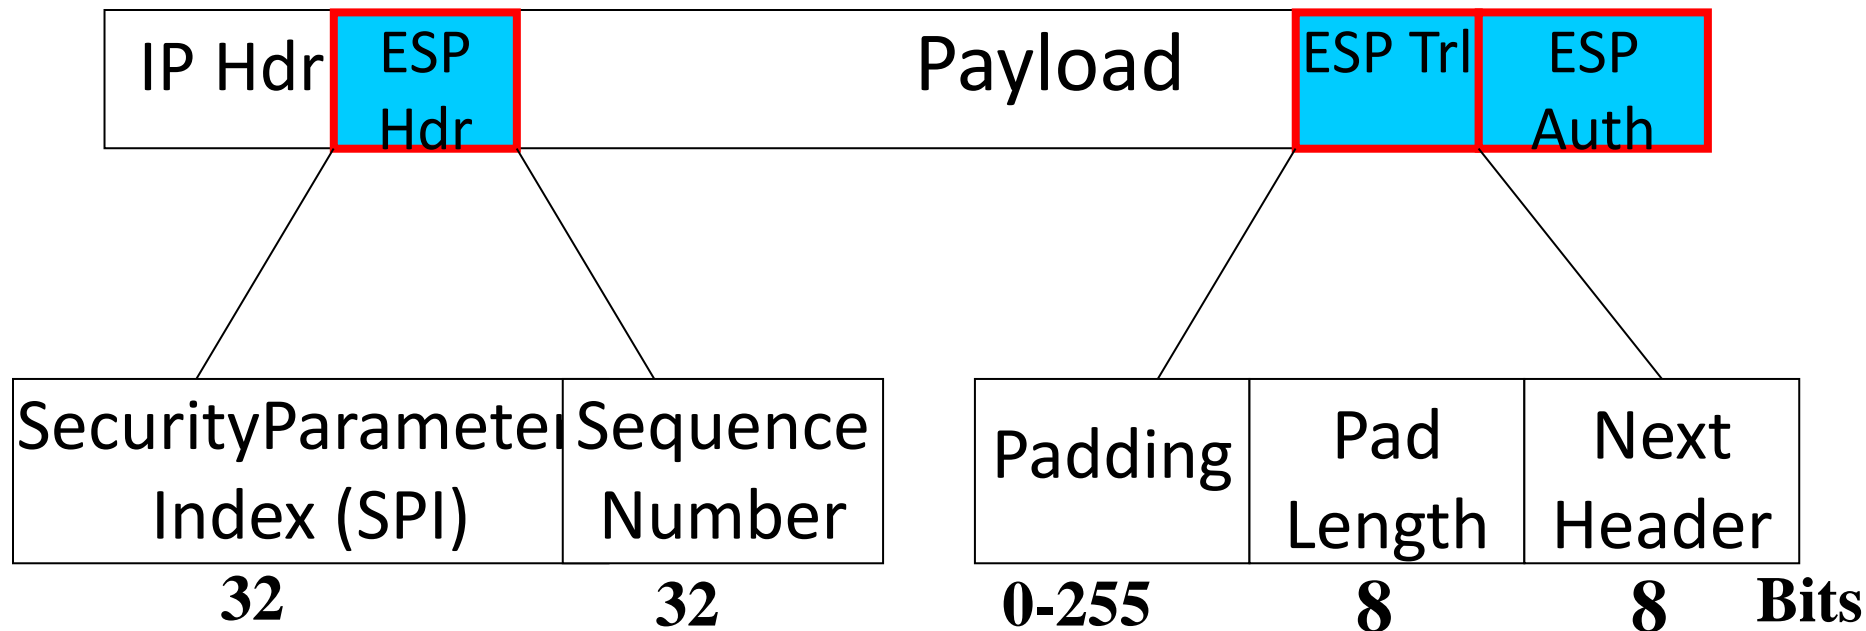 IP Hdr
ESP
Hdr
Payload
ESP Trl
ESP
Auth
SecurityParameter
Index (SPI)
Sequence
Number
Padding
Pad
Length
Next
Header
32
32
0-255
8
8
Bits